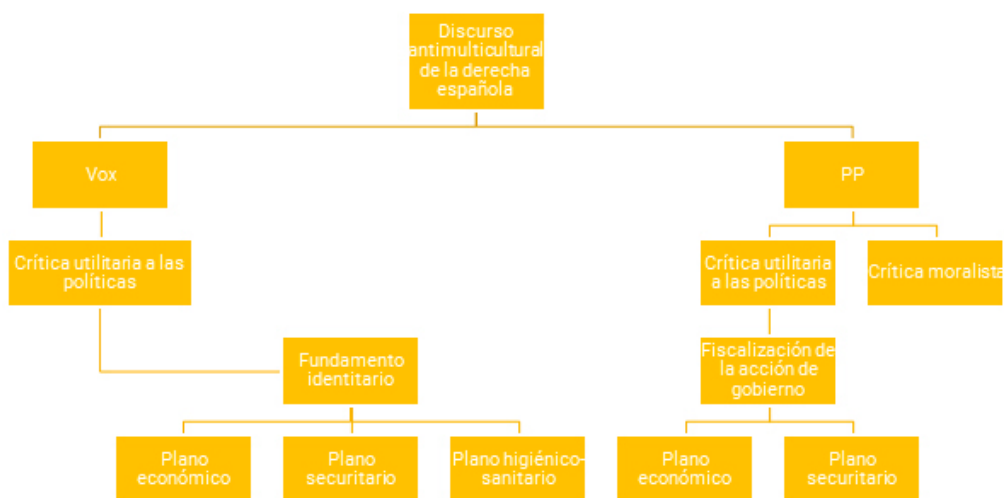 Discurso
antimulticultural
de la derecha
española
Vox
PP
Crítica utilitaria a las
políticas
Crítica utilitaria
a las políticas
Crítica moralista
Fundamento
identitario
Fiscalización de
la acción de
gobierno
Plano
económico
Plano
securitario
Plano higiénico-
sanitario
Plano
económico
Plano
securitario